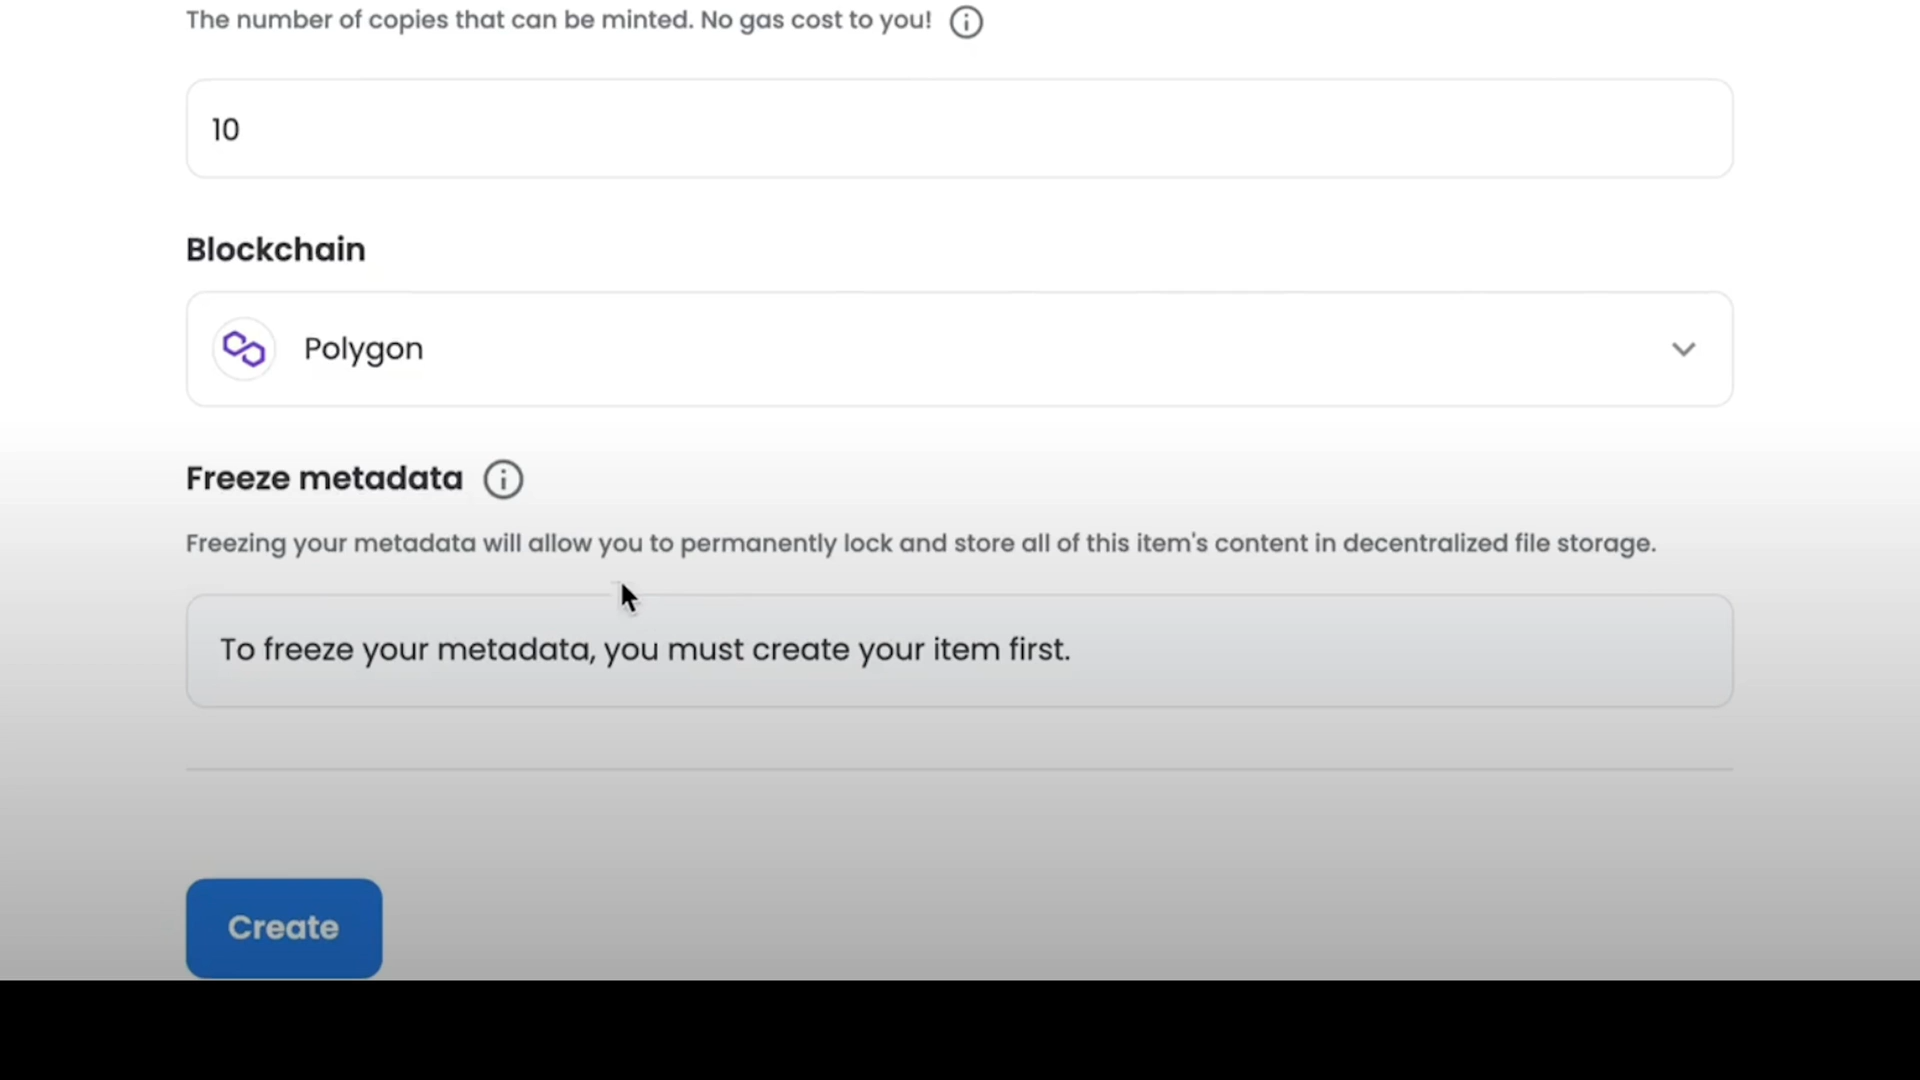 The number of copies that can be minted. No gas cost to you!
10
Blockchain
Polygon
Freeze metadata
Freezing your metadata will allow you to permanently lock and store all of this item's content in decentralized file storage.
To freeze your metadata, you must create your item first.
Create